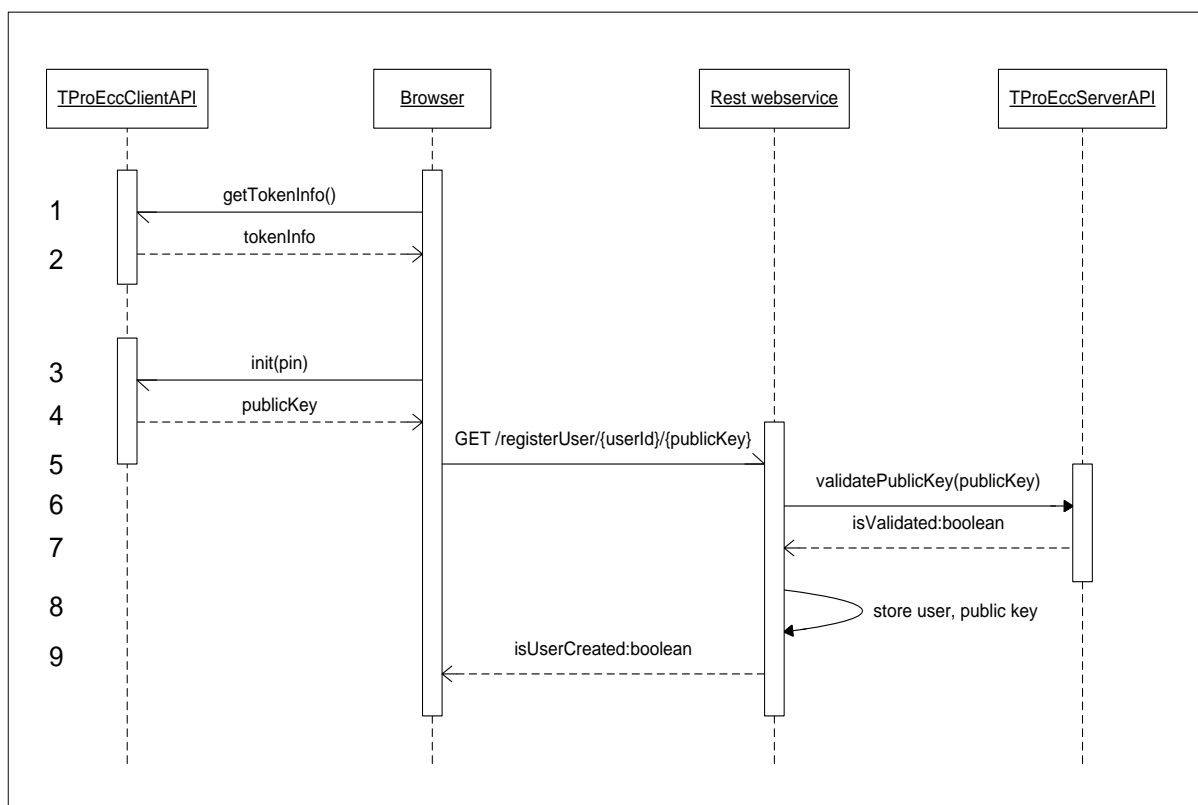 TProEccClientAPI
Browser
Rest webservice
TProEccServerAPI
1
getTokenInfo()
2
tokenInfo
3
init(pin)
4
publicKey
5
GET /registerUser/{userId}/{publicKey}
6
validatePublicKey(publicKey)
7
isValidated:boolean
8
store user, public key
9
isUserCreated:boolean